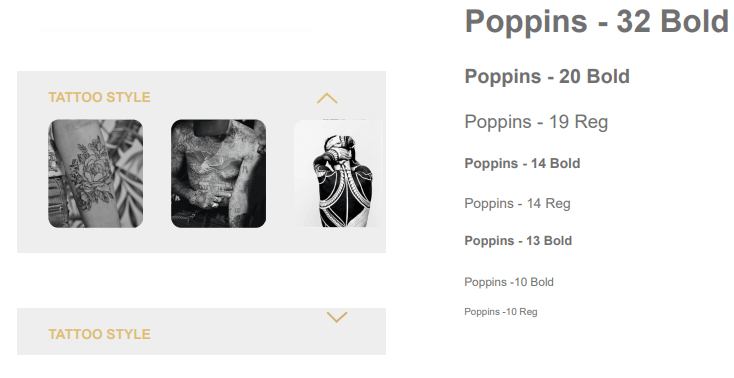 TATTOO STYLE
TATTOO STYLE
Poppins - 32 Bold
Poppins - 20 Bold
Poppins - 19 Reg
Poppins - 14 Bold
Poppins - 14 Reg
Poppins - 13 Bold
Poppins -10 Bold
Poppins -10 Reg